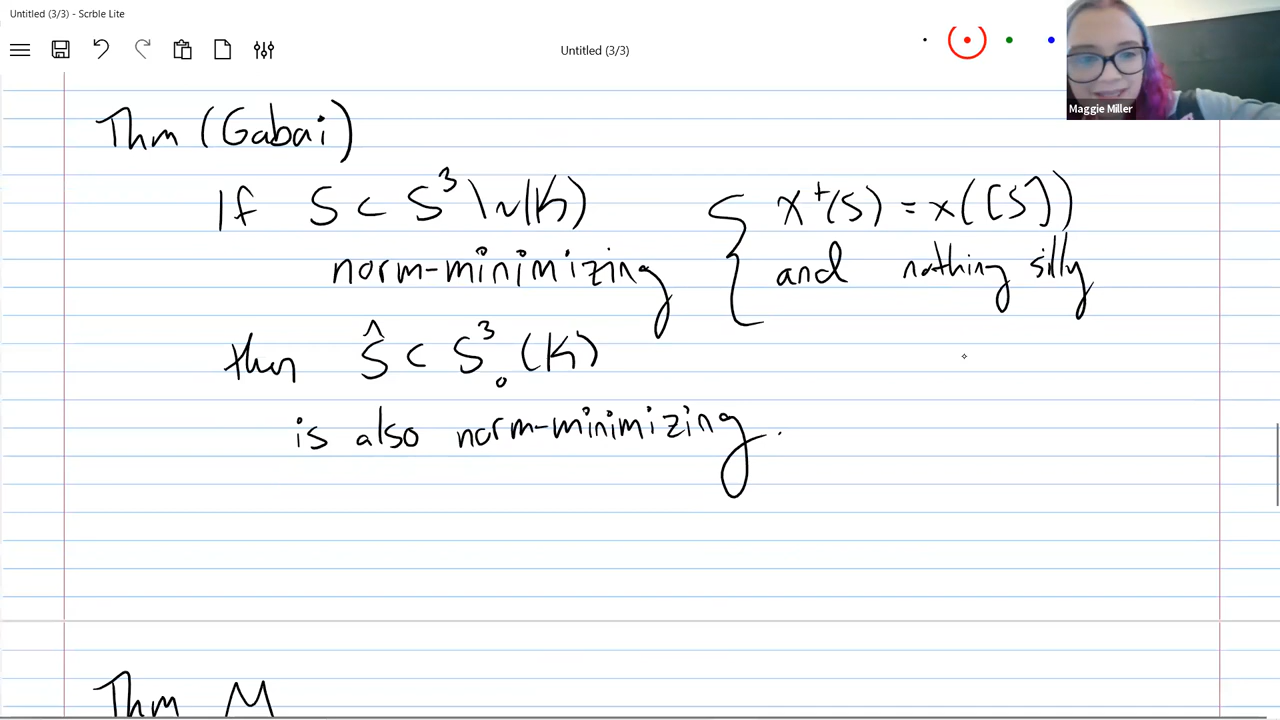 Untitled (3/3) - Scrble Lite
Untitled (3/3)
Maggie Miller
Thm (Gabai)
If S ⊂ S³ \ ν(K)
norm-minimizing
{ χ⁺(S) = x([S])
and nothing silly
then Ŝ ⊂ S³₀(K)
is also norm-minimizing.
Thm M